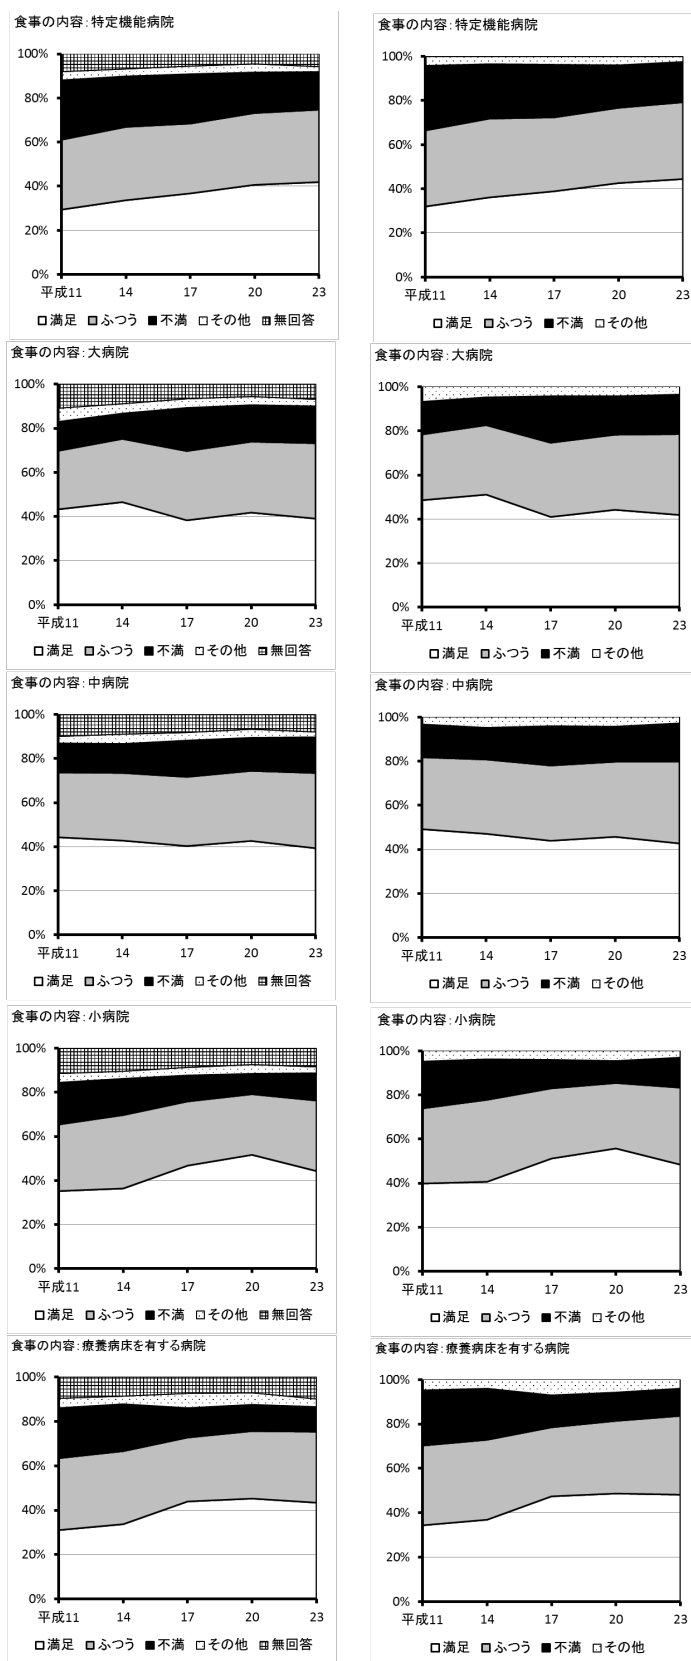 食事の内容:特定機能病院
100%
80%
60%
40%
20%
0%
平成11 14 17 20 23
満足 ふつう 不満 その他 無回答
食事の内容:特定機能病院
100%
80%
60%
40%
20%
0%
平成11 14 17 20 23
満足 ふつう 不満 その他
食事の内容:大病院
100%
80%
60%
40%
20%
0%
平成11 14 17 20 23
満足 ふつう 不満 その他 無回答
食事の内容:大病院
100%
80%
60%
40%
20%
0%
平成11 14 17 20 23
満足 ふつう 不満 その他
食事の内容:中病院
100%
80%
60%
40%
20%
0%
平成11 14 17 20 23
満足 ふつう 不満 その他 無回答
食事の内容:中病院
100%
80%
60%
40%
20%
0%
平成11 14 17 20 23
満足 ふつう 不満 その他
食事の内容:小病院
100%
80%
60%
40%
20%
0%
平成11 14 17 20 23
満足 ふつう 不満 その他 無回答
食事の内容:小病院
100%
80%
60%
40%
20%
0%
平成11 14 17 20 23
満足 ふつう 不満 その他
食事の内容:療養病床を有する病院
100%
80%
60%
40%
20%
0%
平成11 14 17 20 23
満足 ふつう 不満 その他 無回答
食事の内容:療養病床を有する病院
100%
80%
60%
40%
20%
0%
平成11 14 17 20 23
満足 ふつう 不満 その他